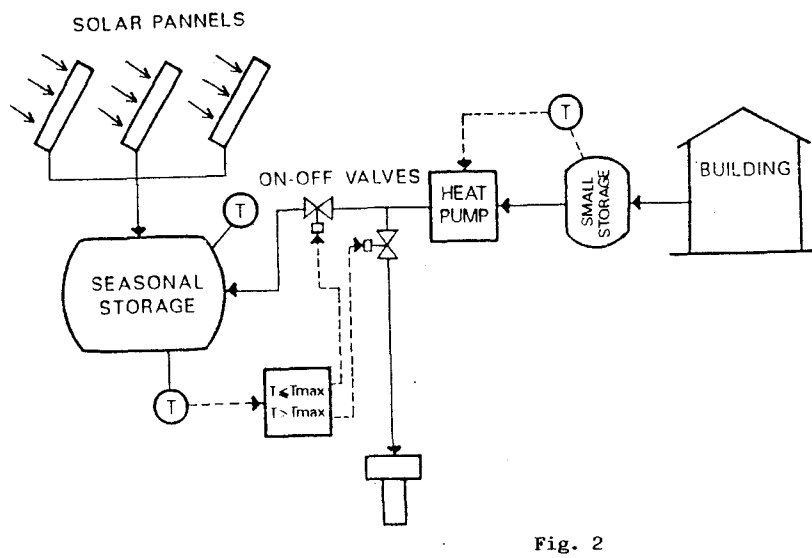 SOLAR PANNELS
T
ON-OFF VALVES
T
HEAT
PUMP
SMALL
STORAGE
BUILDING
SEASONAL
STORAGE
T
T ⩽ Tmax
T > Tmax
Fig. 2